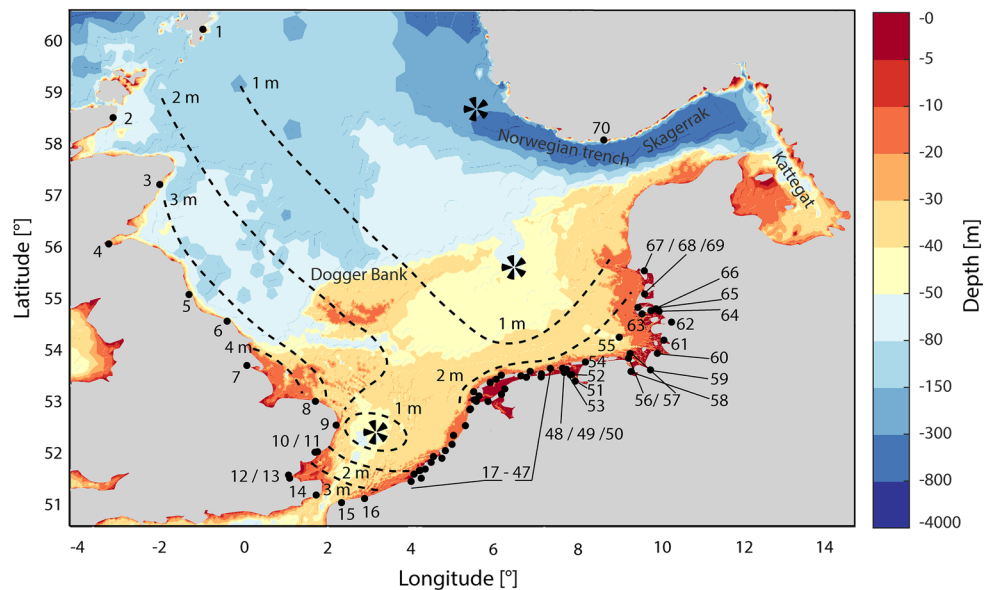 60
59
58
57
56
55
54
53
52
51
Latitude [°]
-4
-2
0
2
4
6
8
10
12
14
Longitude [°]
1
2 m
1 m
2
70
Norwegian trench
Skagerrak
Kattegat
3
3 m
4
67 / 68 /69
66
65
64
Dogger Bank
5
63
62
6
1 m
61
4 m
55
60
7
54
59
2 m
52
58
51
8
53
56/ 57
1 m
9
48 / 49 /50
10 / 11
12 / 13
2 m
17 - 47
14
3 m
15
16
-0
-5
-10
-20
-30
-40
-50
-80
-150
-300
-800
-4000
Depth [m]